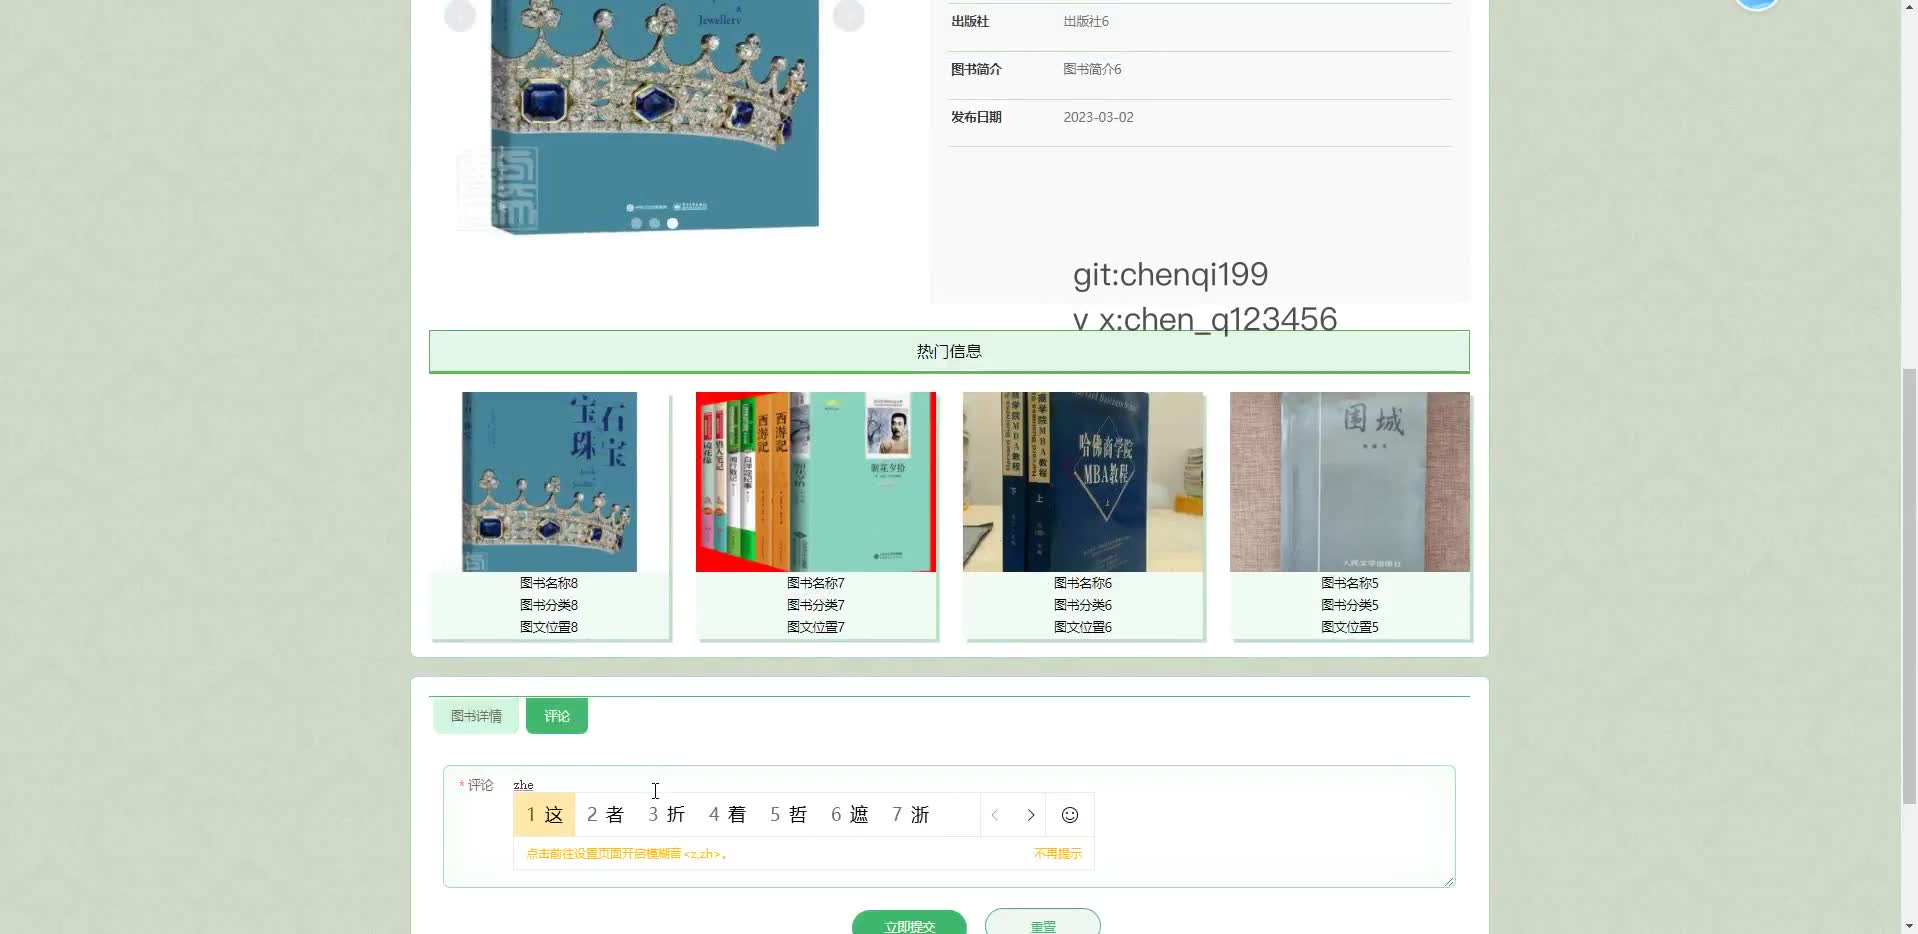 &
Jewellery
出版社 出版社6
图书简介 图书简介6
发布日期 2023-03-02
git:chenqi199
v x:chen_q123456
热门信息
宝石
珠宝
西游記
西游記
朝花夕拾
哈佛商学院
MBA教程
上
下
围城
人民文学出版社
图书名称8
图书分类8
图文位置8
图书名称7
图书分类7
图文位置7
图书名称6
图书分类6
图文位置6
图书名称5
图书分类5
图文位置5
图书详情 评论
* 评论 zhe
1 这 2 者 3 折 4 着 5 哲 6 遮 7 浙
点击前往设置页面开启模糊音<z,zh>。 不再提示
立即提交 重置